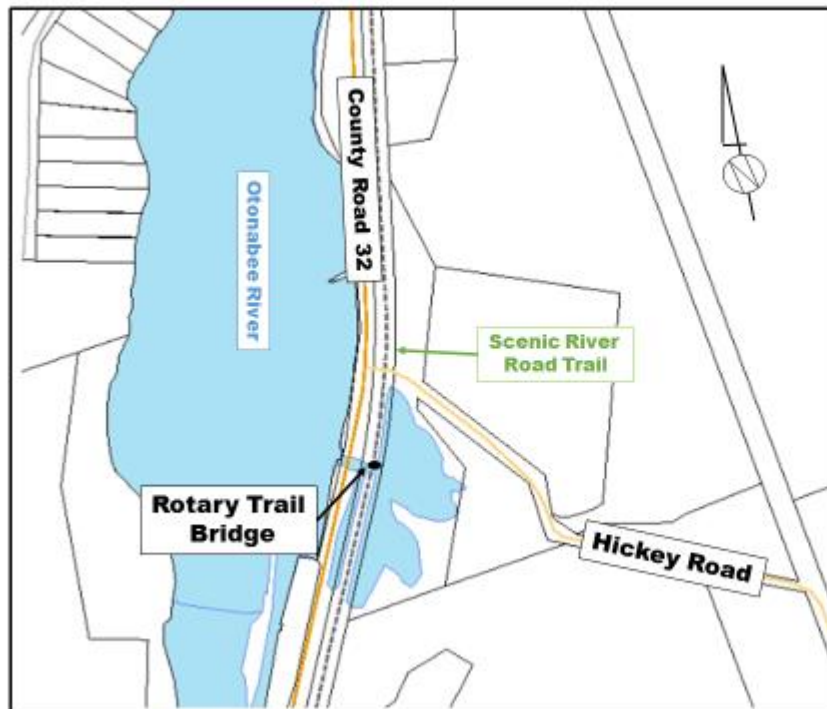 County Road 32
Otonabee River
Scenic River
Road Trail
Rotary Trail
Bridge
Hickey Road